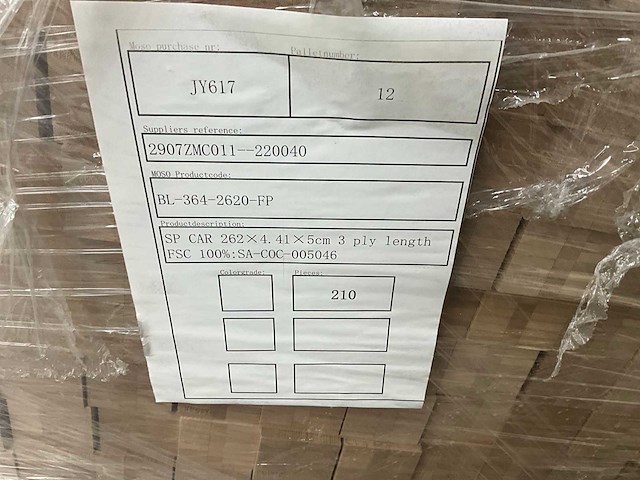 Moso purchase nr: Palletnumber:
JY617 12
Suppliers reference:
2907ZMC011--220040
MOSO Productcode:
BL-364-2620-FP
Productdescription:
SP CAR 262×4.41×5cm 3 ply length
FSC 100%:SA-COC-005046
Colorgrade: Pieces:
210